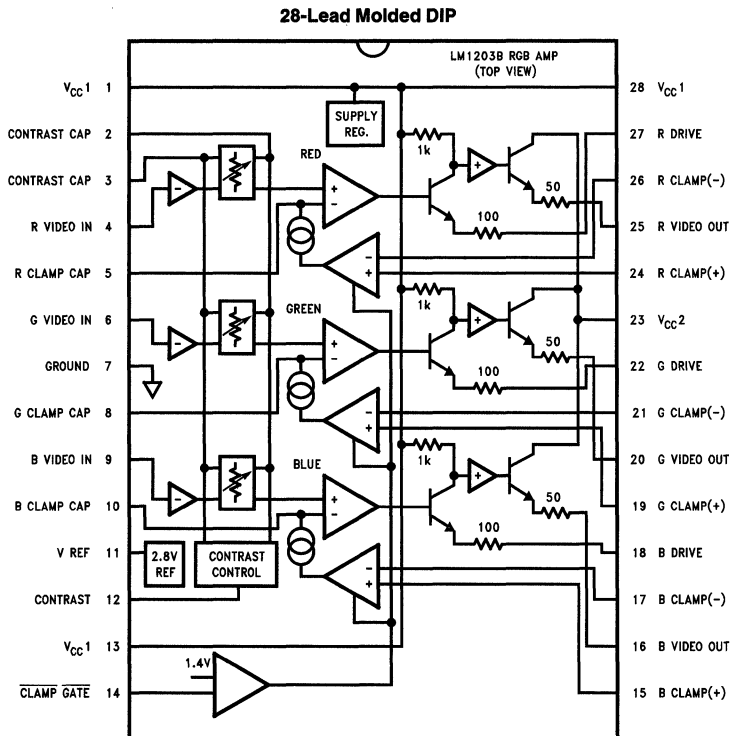 28-Lead Molded DIP
LM1203B RGB AMP
(TOP VIEW)
VCC1 1
CONTRAST CAP 2
CONTRAST CAP 3
R VIDEO IN 4
R CLAMP CAP 5
G VIDEO IN 6
GROUND 7
G CLAMP CAP 8
B VIDEO IN 9
B CLAMP CAP 10
V REF 11
CONTRAST 12
VCC1 13
CLAMP GATE 14
28 VCC1
27 R DRIVE
26 R CLAMP(-)
25 R VIDEO OUT
24 R CLAMP(+)
23 VCC2
22 G DRIVE
21 G CLAMP(-)
20 G VIDEO OUT
19 G CLAMP(+)
18 B DRIVE
17 B CLAMP(-)
16 B VIDEO OUT
15 B CLAMP(+)
SUPPLY
REG.
RED
1k
50
100
- + - - + +
GREEN
1k
50
100
- + - - + +
BLUE
1k
50
100
- + - - + +
2.8V
REF
CONTRAST
CONTROL
1.4V